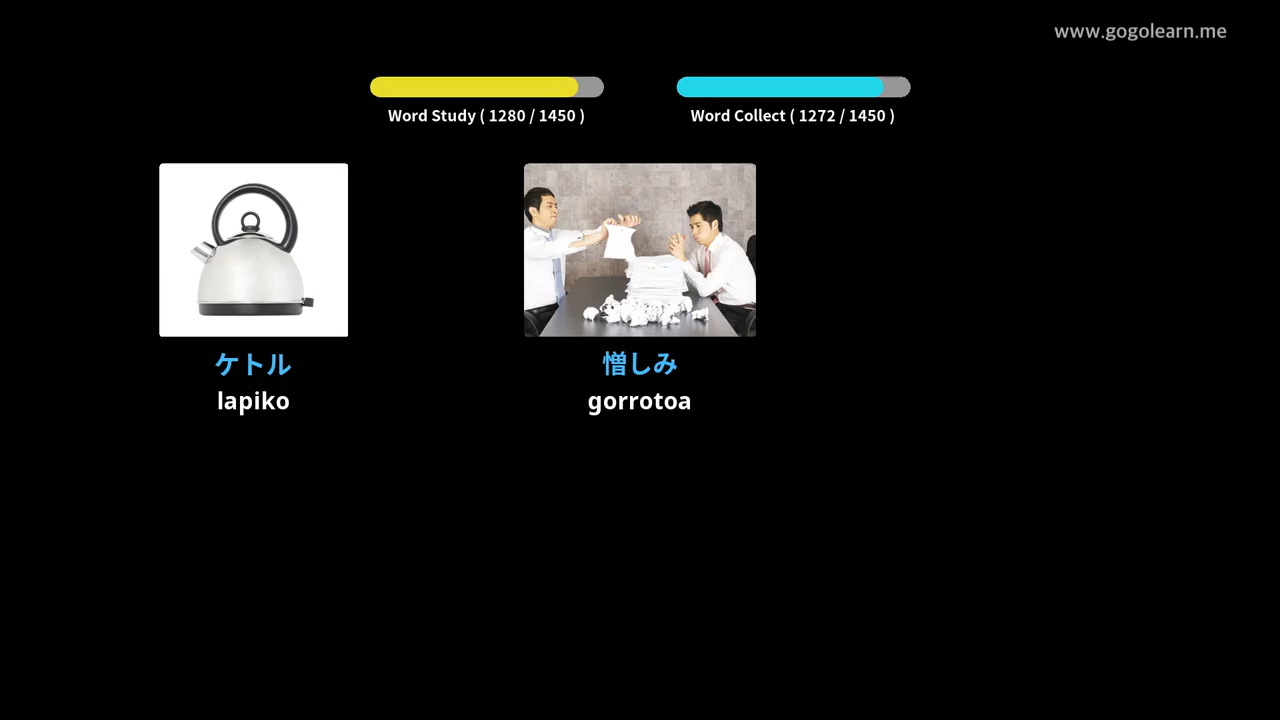 www.gogolearn.me
Word Study ( 1280 / 1450 )
Word Collect ( 1272 / 1450 )
ケトル
lapiko
憎しみ
gorrotoa